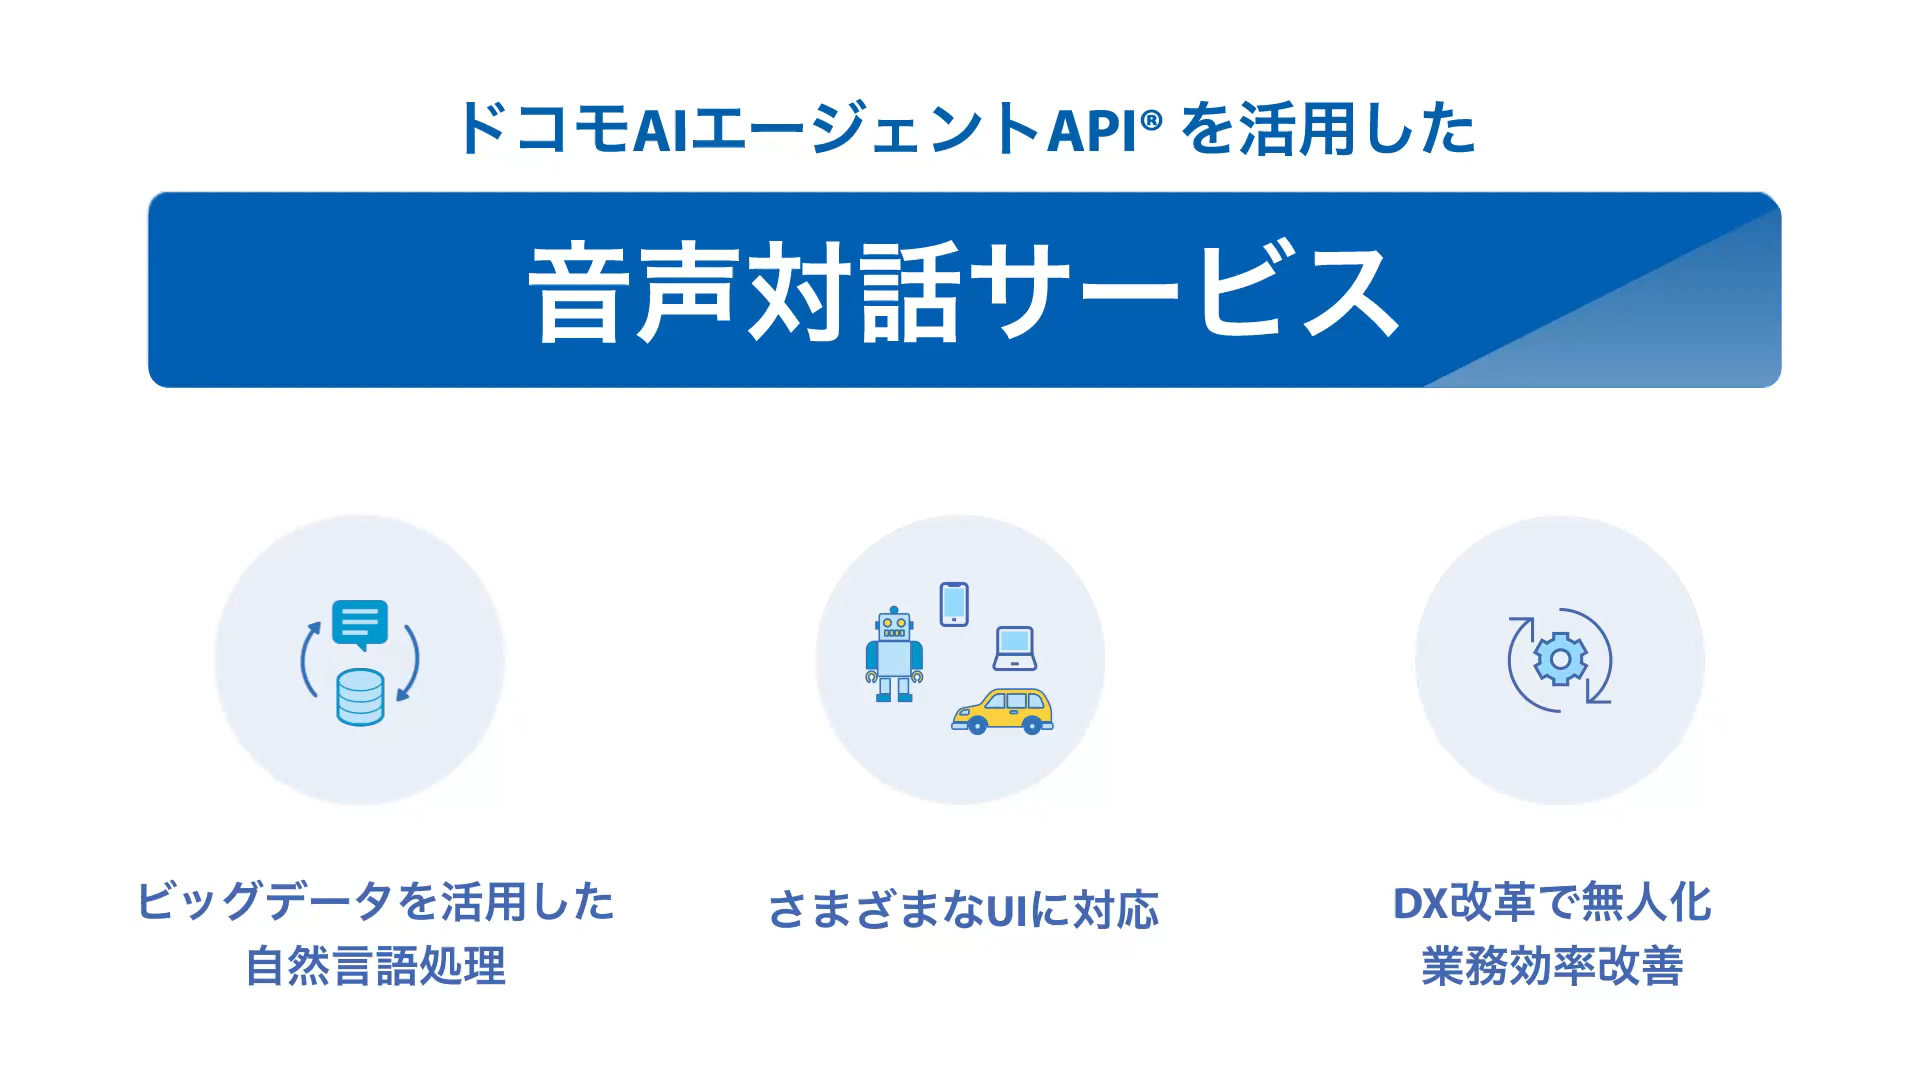 ドコモAIエージェントAPI® を活用した
音声対話サービス
ビッグデータを活用した
自然言語処理
さまざまなUIに対応
DX改革で無人化
業務効率改善